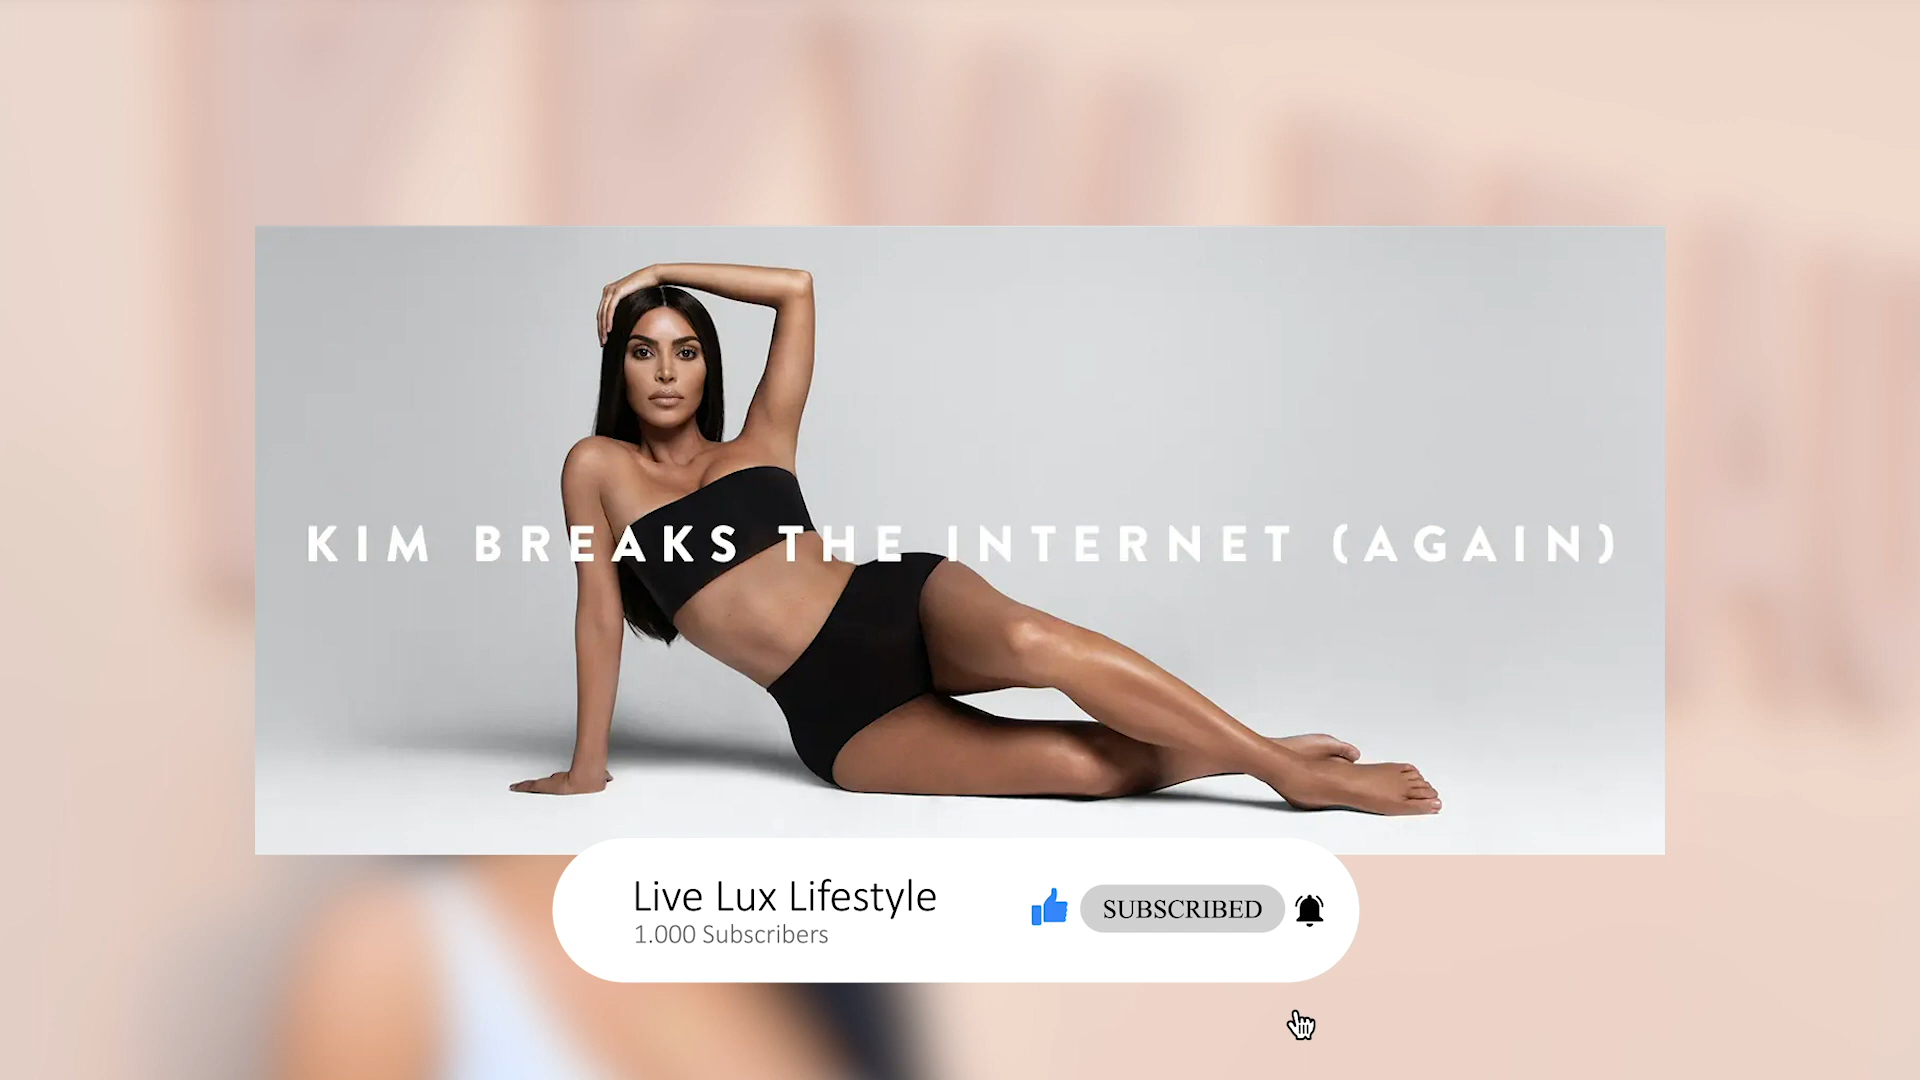 KIM BREAKS THE INTERNET (AGAIN)
Live Lux Lifestyle
1.000 Subscribers
SUBSCRIBED